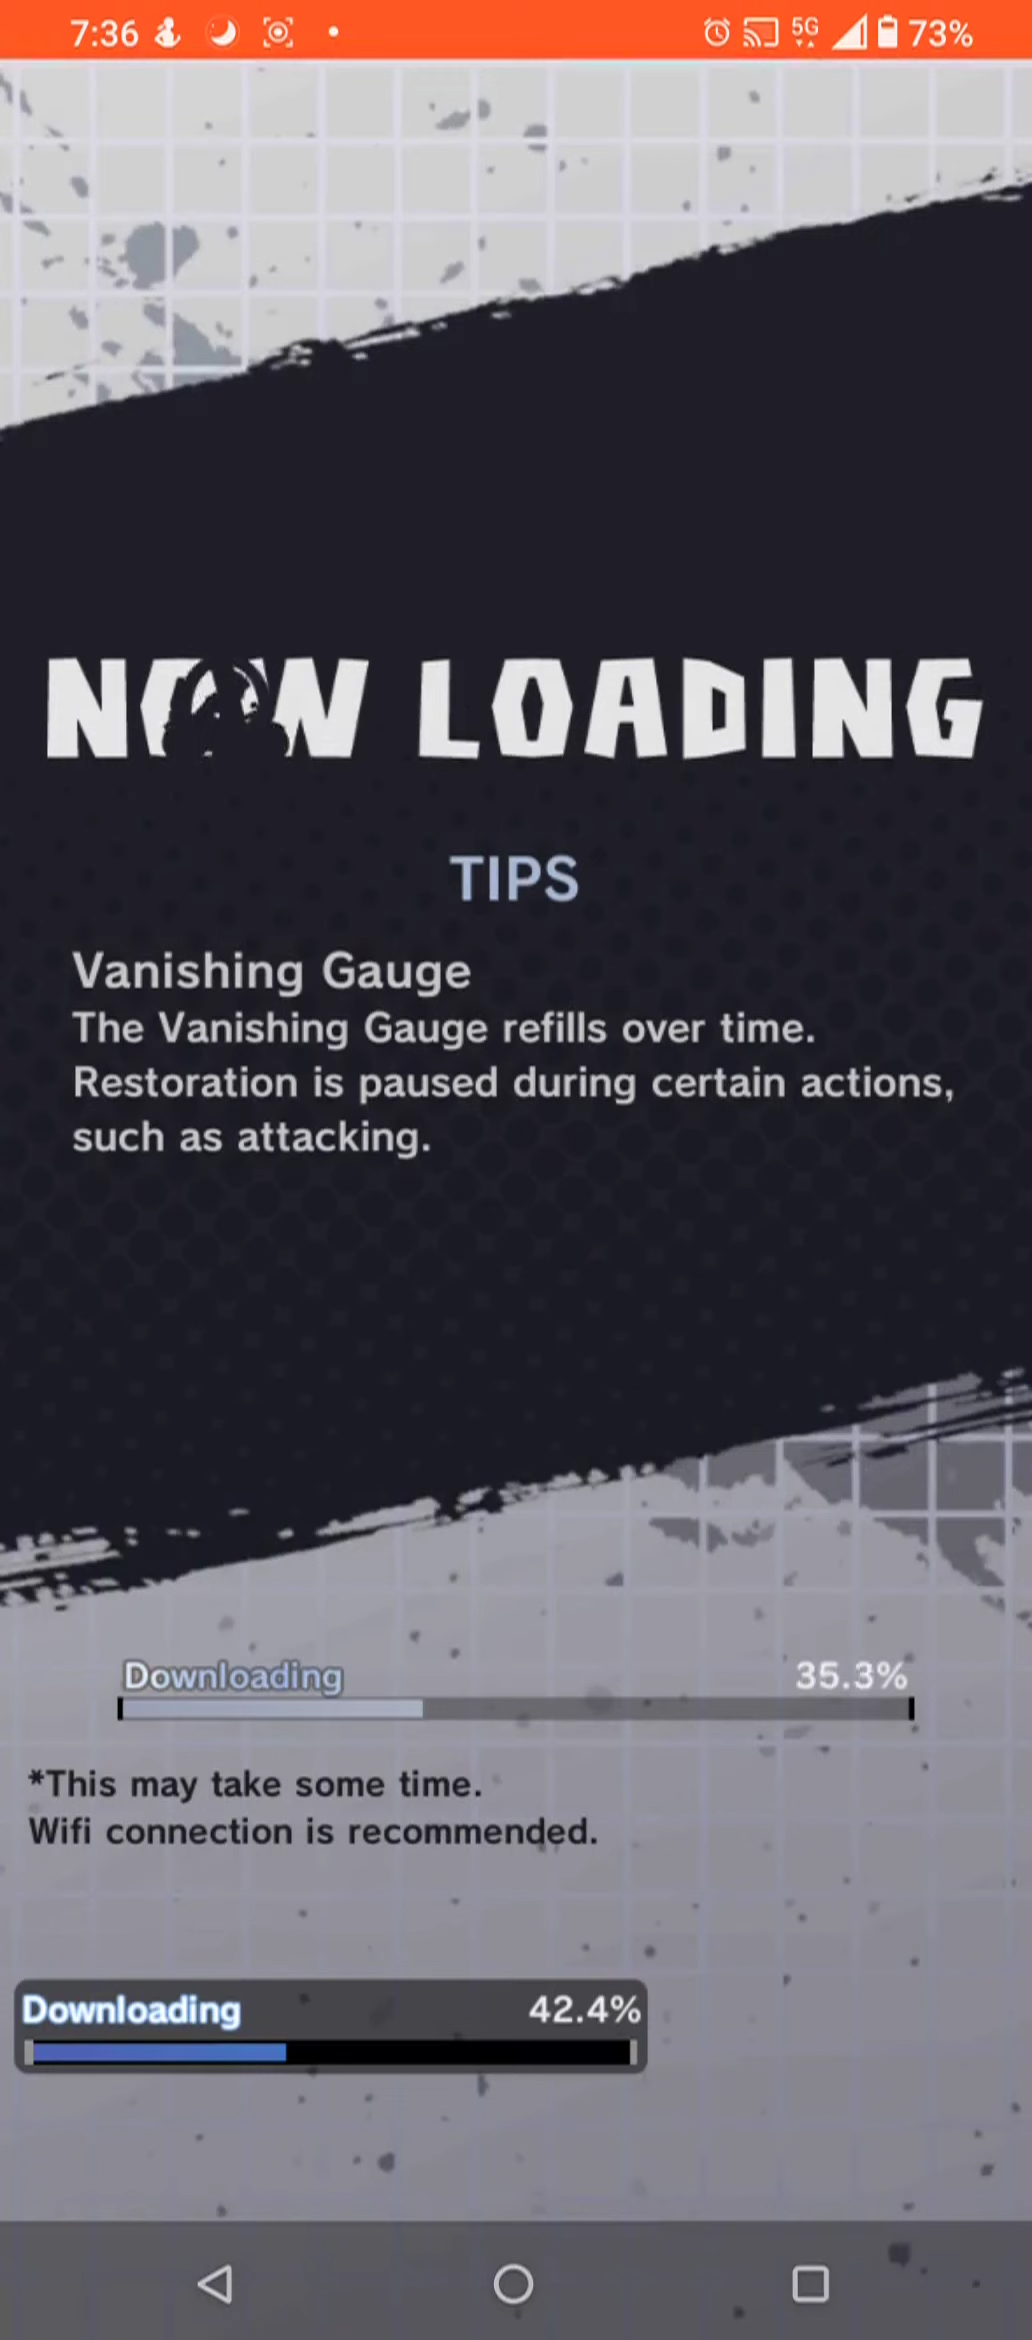 7:36 5G 73%
NOW LOADING
TIPS
Vanishing Gauge
The Vanishing Gauge refills over time.
Restoration is paused during certain actions,
such as attacking.
Downloading 35.3%
*This may take some time.
Wifi connection is recommended.
Downloading 42.4%